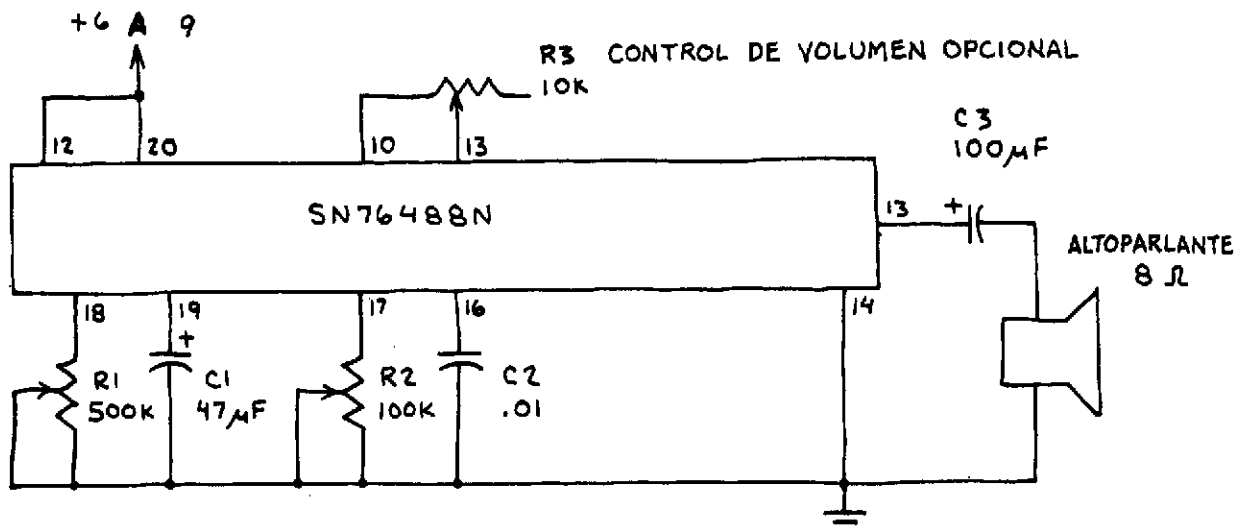 +6 A 9
R3 CONTROL DE VOLUMEN OPCIONAL
10K
12
20
10
13
C3
100µF
SN76488N
13
+
ALTOPARLANTE
8 Ω
18
19
17
16
14
+
R1
500K
C1
47µF
R2
100K
C2
.01